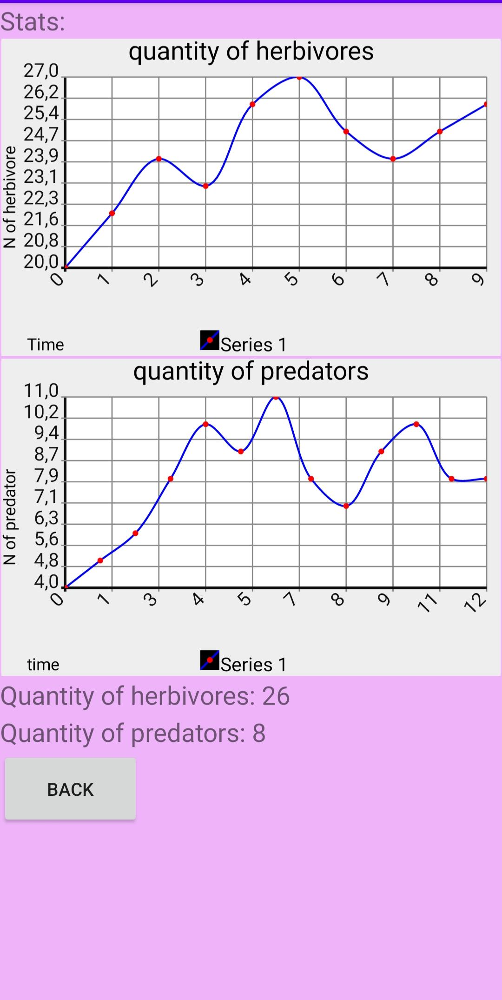 Stats:
quantity of herbivores
27,0
26,2
25,4
24,7
23,9
23,1
22,3
21,6
20,8
20,0
N of herbivore
0 1 2 3 4 5 6 7 8 9
Time
Series 1
quantity of predators
11,0
10,2
9,4
8,7
7,9
7,1
6,3
5,6
4,8
4,0
N of predator
0 1 3 4 5 7 8 9 11 12
time
Series 1
Quantity of herbivores: 26
Quantity of predators: 8
BACK